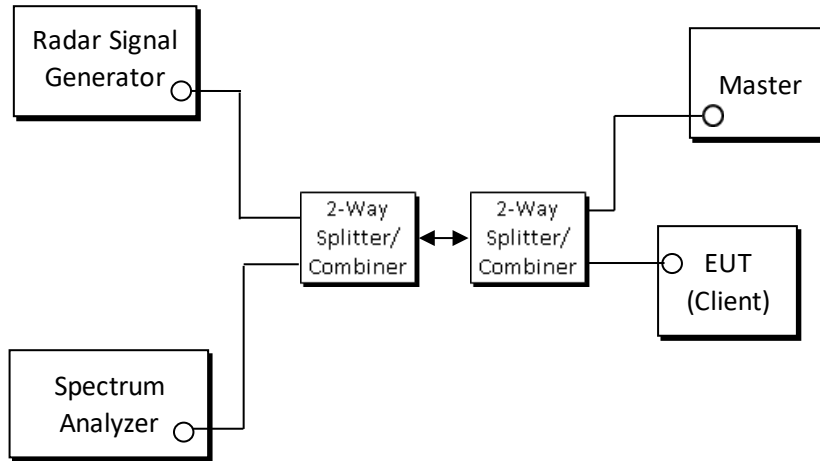 Radar Signal
Generator
Master
2-Way
Splitter/
Combiner
2-Way
Splitter/
Combiner
EUT
(Client)
Spectrum
Analyzer